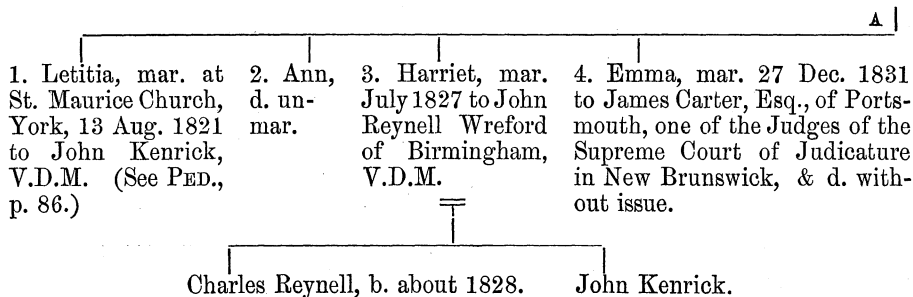 A
1. Letitia, mar. at
St. Maurice Church,
York, 13 Aug. 1821
to John Kenrick,
V.D.M. (See PED.,
p. 86.)
2. Ann,
d. un-
mar.
3. Harriet, mar.
July 1827 to John
Reynell Wreford
of Birmingham,
V.D.M.
4. Emma, mar. 27 Dec. 1831
to James Carter, Esq., of Ports-
mouth, one of the Judges of the
Supreme Court of Judicature
in New Brunswick, & d. with-
out issue.
Charles Reynell, b. about 1828.
John Kenrick.